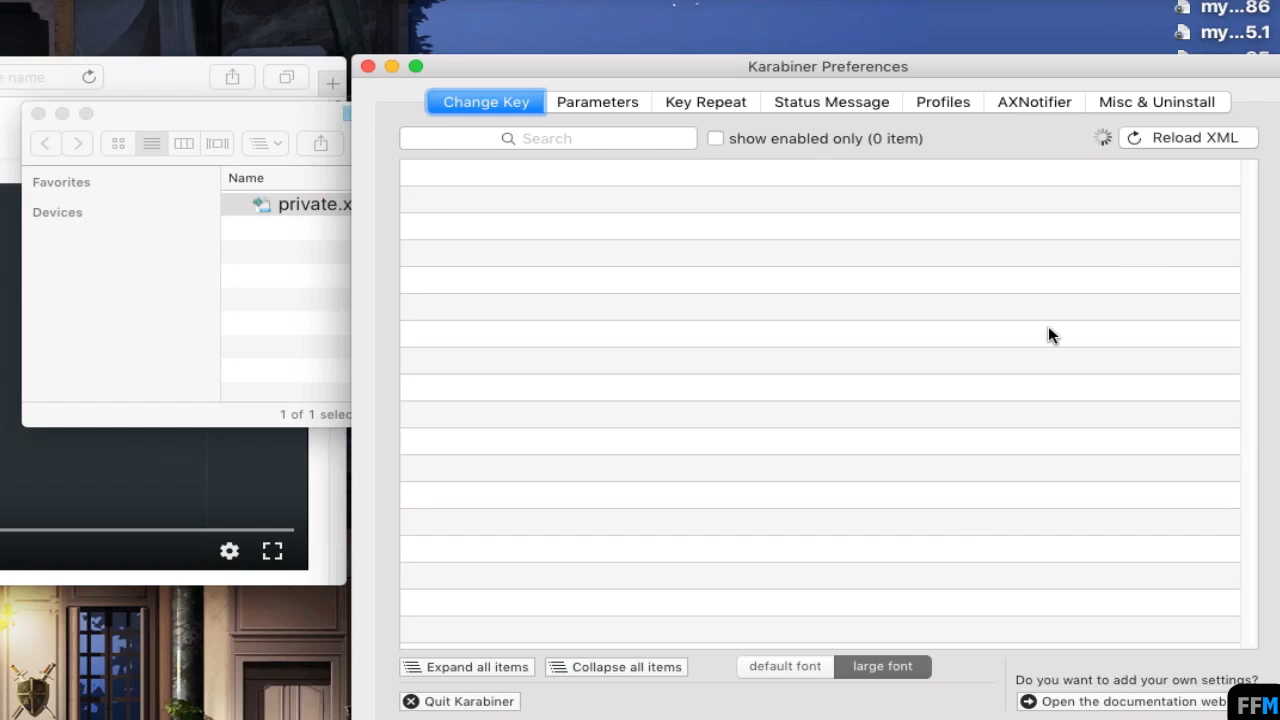 my...86
my...5.1
e name
Karabiner Preferences
Change Key
Parameters
Key Repeat
Status Message
Profiles
AXNotifier
Misc & Uninstall
Search
show enabled only (0 item)
Reload XML
Favorites
Devices
Name
private.x
1 of 1 selec
Expand all items
Collapse all items
default font
large font
Quit Karabiner
Do you want to add your own settings?
Open the documentation web
FFM